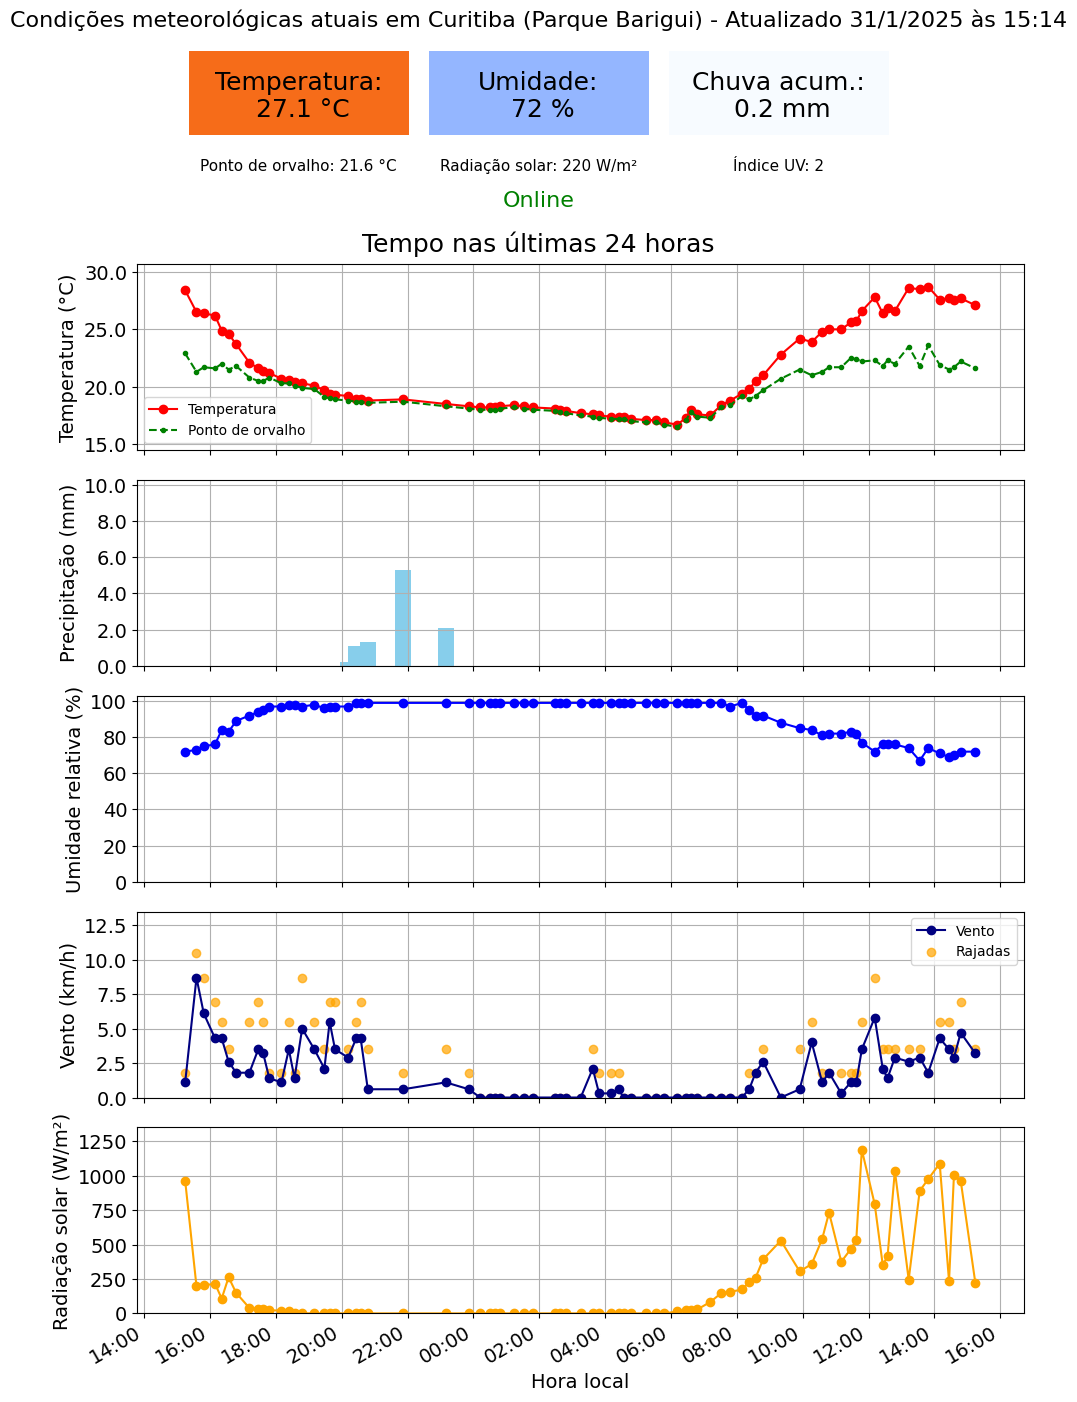 Condições meteorológicas atuais em Curitiba (Parque Barigui) - Atualizado 31/1/2025 às 15:14
Temperatura:
27.1 °C
Umidade:
72 %
Chuva acum.:
0.2 mm
Ponto de orvalho: 21.6 °C
Radiação solar: 220 W/m²
Índice UV: 2
Online
Tempo nas últimas 24 horas
Temperatura (°C)
30.0
25.0
20.0
15.0
Temperatura
Ponto de orvalho
Precipitação (mm)
10.0
8.0
6.0
4.0
2.0
0.0
Umidade relativa (%)
100
80
60
40
20
0
Vento (km/h)
12.5
10.0
7.5
5.0
2.5
0.0
Vento
Rajadas
Radiação solar (W/m²)
1250
1000
750
500
250
0
14:00
16:00
18:00
20:00
22:00
00:00
02:00
04:00
06:00
08:00
10:00
12:00
14:00
16:00
Hora local